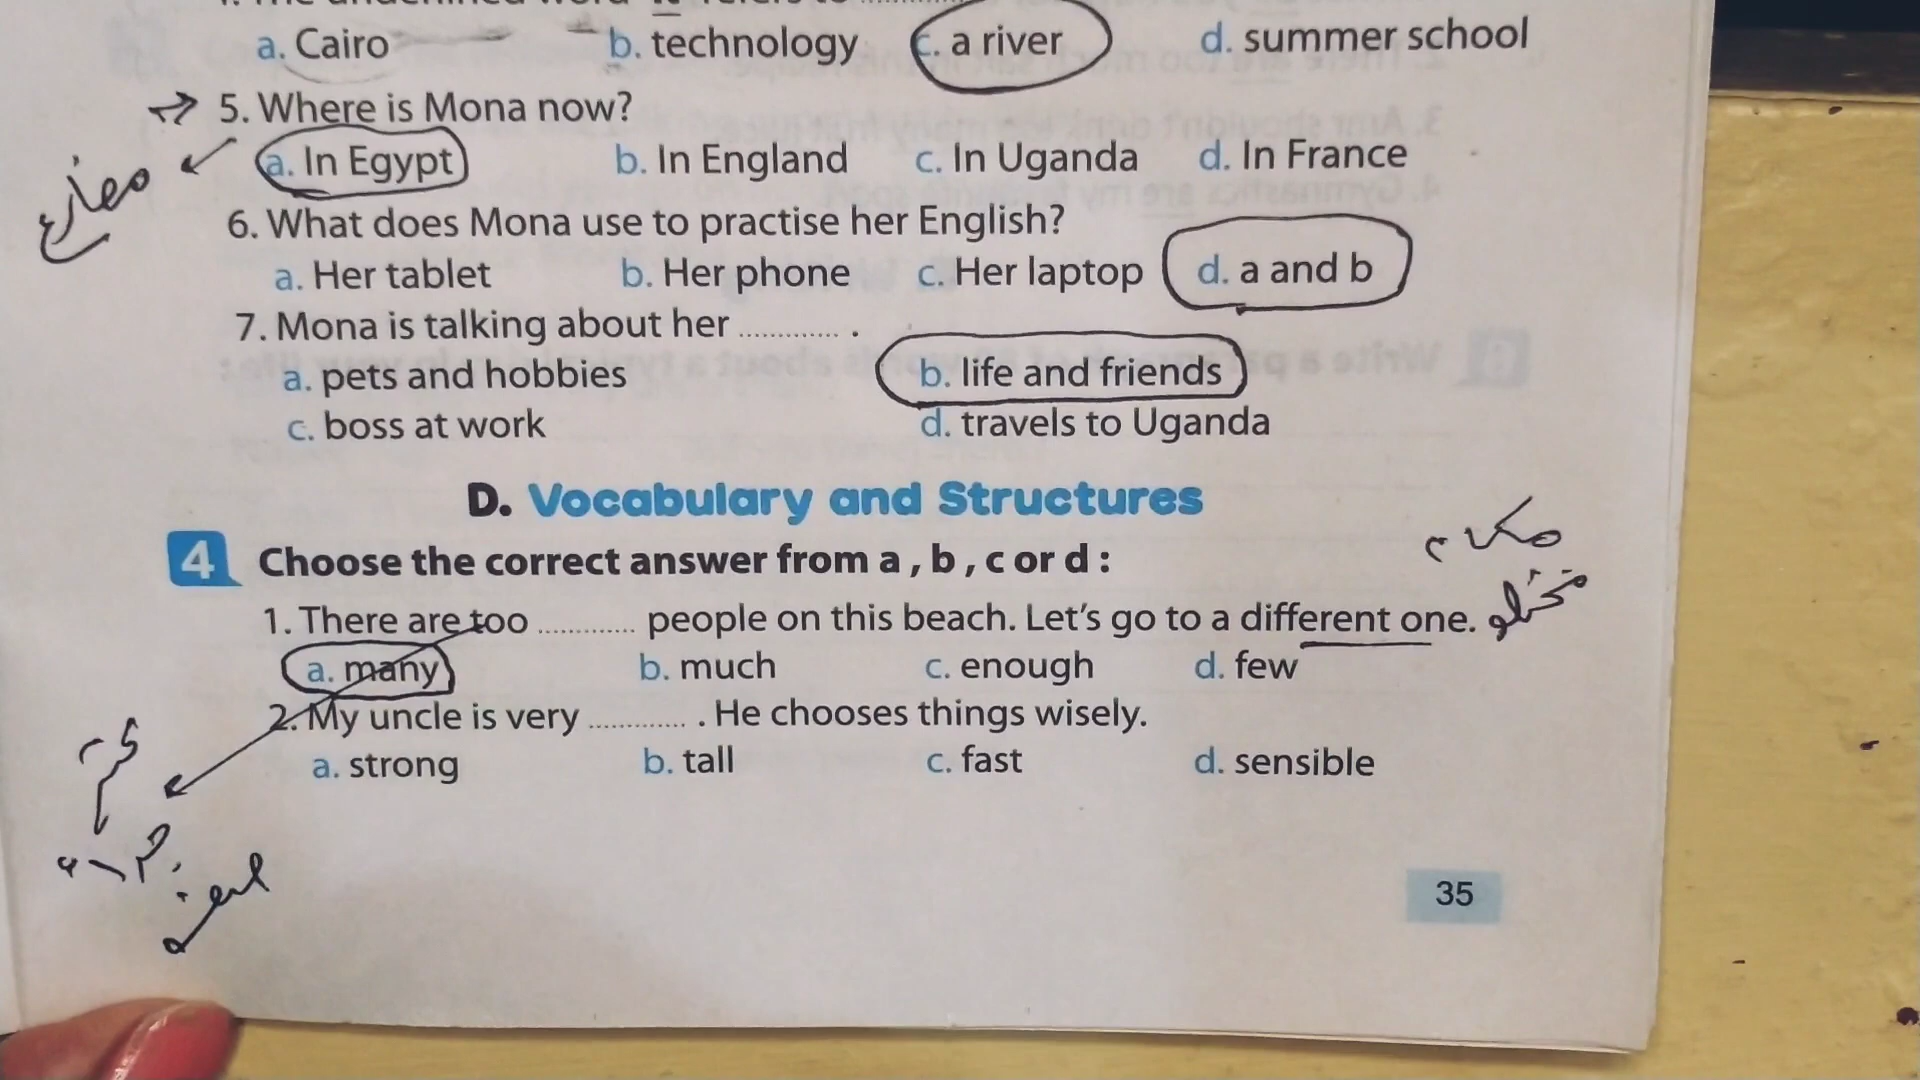 a. Cairo b. technology c. a river d. summer school
5. Where is Mona now?
a. In Egypt b. In England c. In Uganda d. In France
6. What does Mona use to practise her English?
a. Her tablet b. Her phone c. Her laptop d. a and b
7. Mona is talking about her ............ .
a. pets and hobbies b. life and friends
c. boss at work d. travels to Uganda
D. Vocabulary and Structures
4 Choose the correct answer from a , b , c or d :
1. There are too ............ people on this beach. Let's go to a different one.
a. many b. much c. enough d. few
2. My uncle is very ............ . He chooses things wisely.
a. strong b. tall c. fast d. sensible
35